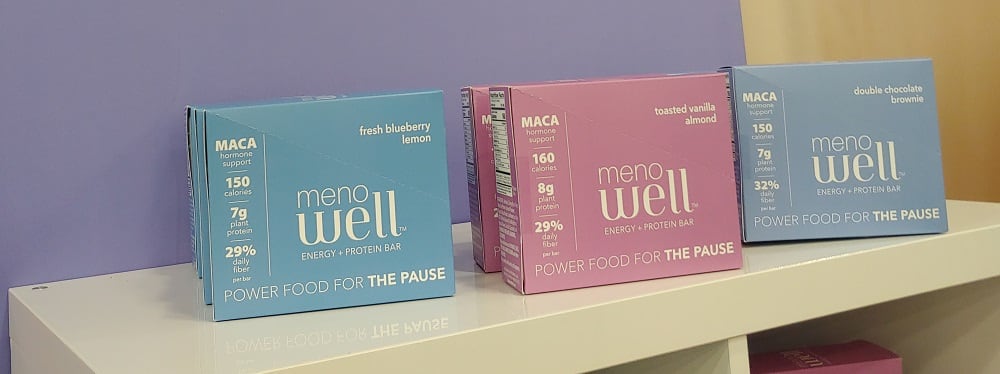 fresh blueberry
lemon
MACA
hormone
support
150
calories
7g
plant
protein
29%
daily
fiber
per bar
meno
well™
ENERGY + PROTEIN BAR
POWER FOOD FOR THE PAUSE
toasted vanilla
almond
MACA
hormone
support
160
calories
8g
plant
protein
29%
daily
fiber
per bar
meno
well™
ENERGY + PROTEIN BAR
POWER FOOD FOR THE PAUSE
double chocolate
brownie
MACA
hormone
support
150
calories
7g
plant
protein
32%
daily
fiber
per bar
meno
well™
ENERGY + PROTEIN BAR
POWER FOOD FOR THE PAUSE